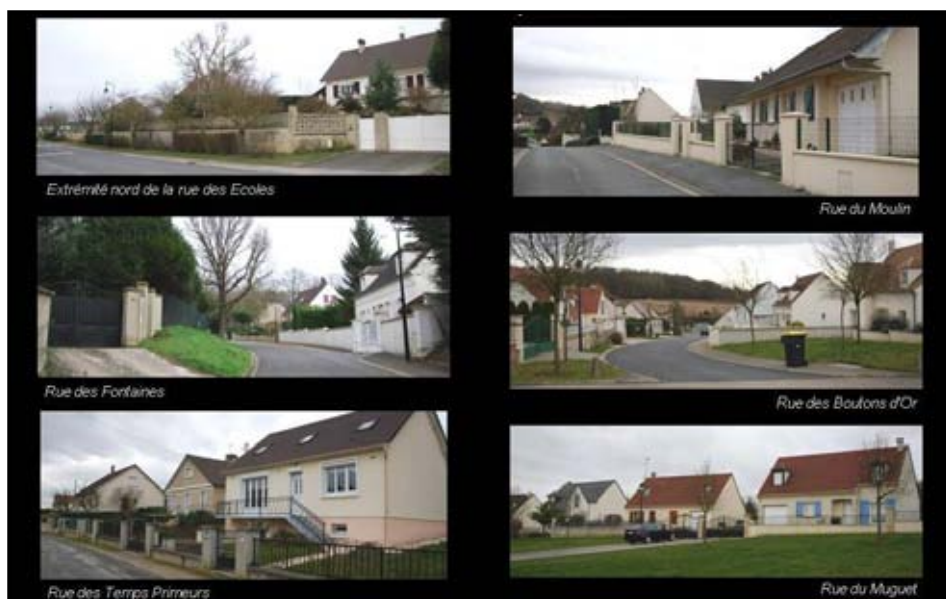 Extrémité nord de la rue des Ecoles
Rue du Moulin
Rue des Fontaines
Rue des Boutons d'Or
Rue des Temps Primeurs
Rue du Muguet